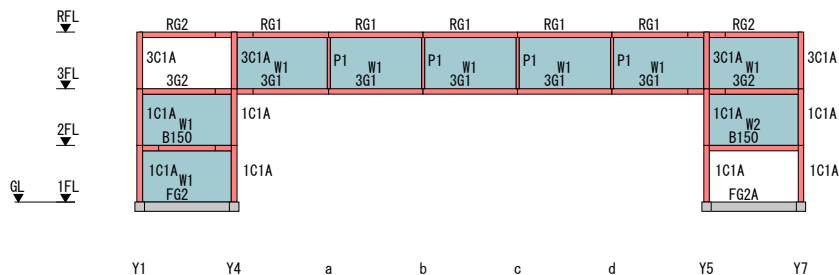 RFL RG2 RG1 RG1 RG1 RG1 RG1 RG2
3C1A 3C1A W1 P1 W1 P1 W1 P1 W1 P1 W1 3C1A W1 3C1A
3FL 3G2 3G1 3G1 3G1 3G1 3G1 3G2
1C1A W1 1C1A 1C1A W2 1C1A
2FL B150 B150
1C1A W1 1C1A 1C1A 1C1A
GL 1FL FG2 FG2A
Y1 Y4 a b c d Y5 Y7